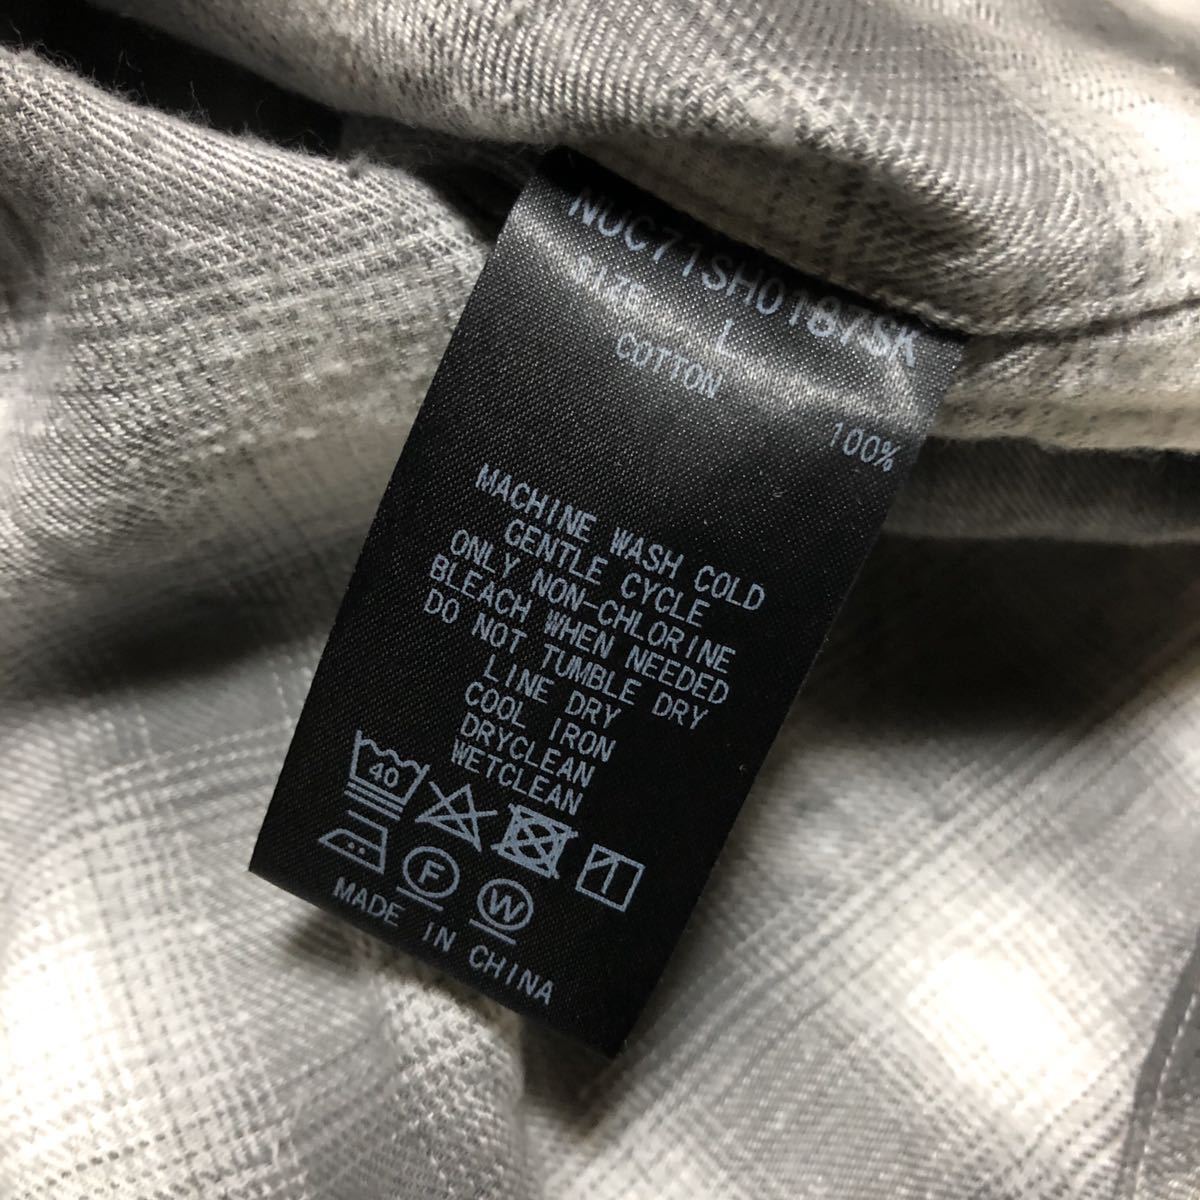 NUC71SH0187SK
SIZE L
COTTON 100%
MACHINE WASH COLD
GENTLE CYCLE
ONLY NON-CHLORINE
BLEACH WHEN NEEDED
DO NOT TUMBLE DRY
LINE DRY
COOL IRON
DRYCLEAN
WETCLEAN
40
F W
MADE IN CHINA